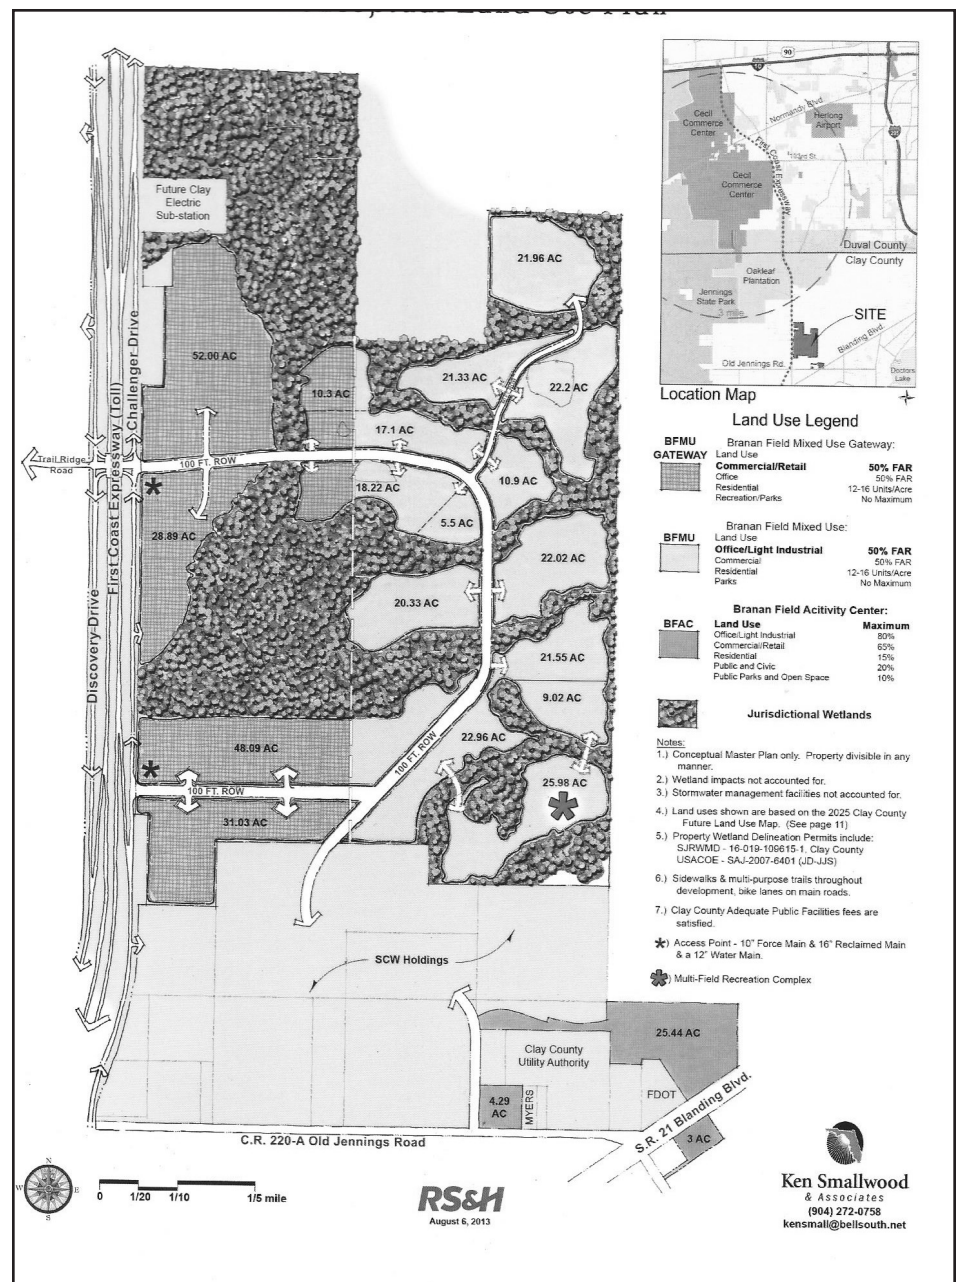 Conceptual Land Use Plan
90
10
Cecil
Commerce
Center
Normandy Blvd.
Herlong
Airport
First Coast Expressway
103rd St.
Cecil
Commerce
Center
Duval County
Clay County
Oakleaf
Plantation
Jennings
State Park
3 mile
SITE
Blanding Blvd.
Old Jennings Rd.
Doctors
Lake
Location Map
Future Clay
Electric
Sub-station
21.96 AC
52.00 AC
10.3 AC
21.33 AC
22.2 AC
17.1 AC
Trail Ridge
Road
100 FT. ROW
18.22 AC
10.9 AC
5.5 AC
28.89 AC
22.02 AC
20.33 AC
21.55 AC
9.02 AC
22.96 AC
48.09 AC
100 FT. ROW
25.98 AC
100 FT. ROW
31.03 AC
Discovery Drive
First Coast Expressway (Toll)
Challenger Drive
SCW Holdings
25.44 AC
Clay County
Utility Authority
4.29
AC
MYERS
FDOT
S.R. 21 Blanding Blvd.
3 AC
C.R. 220-A Old Jennings Road
Land Use Legend
BFMU
GATEWAY
Branan Field Mixed Use Gateway:
Land Use
Commercial/Retail 50% FAR
Office 50% FAR
Residential 12-16 Units/Acre
Recreation/Parks No Maximum
BFMU
Branan Field Mixed Use:
Land Use
Office/Light Industrial 50% FAR
Commercial 50% FAR
Residential 12-16 Units/Acre
Parks No Maximum
BFAC
Branan Field Acitivity Center:
Land Use Maximum
Office/Light Industrial 80%
Commercial/Retail 65%
Residential 15%
Public and Civic 20%
Public Parks and Open Space 10%
Jurisdictional Wetlands
Notes:
1.) Conceptual Master Plan only. Property divisible in any
manner.
2.) Wetland impacts not accounted for.
3.) Stormwater management facilities not accounted for.
4.) Land uses shown are based on the 2025 Clay County
Future Land Use Map. (See page 11)
5.) Property Wetland Delineation Permits include:
SJRWMD - 16-019-109615-1, Clay County
USACOE - SAJ-2007-6401 (JD-JJS)
6.) Sidewalks & multi-purpose trails throughout
development, bike lanes on main roads.
7.) Clay County Adequate Public Facilities fees are
satisfied.
*) Access Point - 10" Force Main & 16" Reclaimed Main
& a 12" Water Main.
) Multi-Field Recreation Complex
N
W
E
S
0 1/20 1/10 1/5 mile
RS&H
August 6, 2013
Ken Smallwood
& Associates
(904) 272-0758
kensmall@bellsouth.net